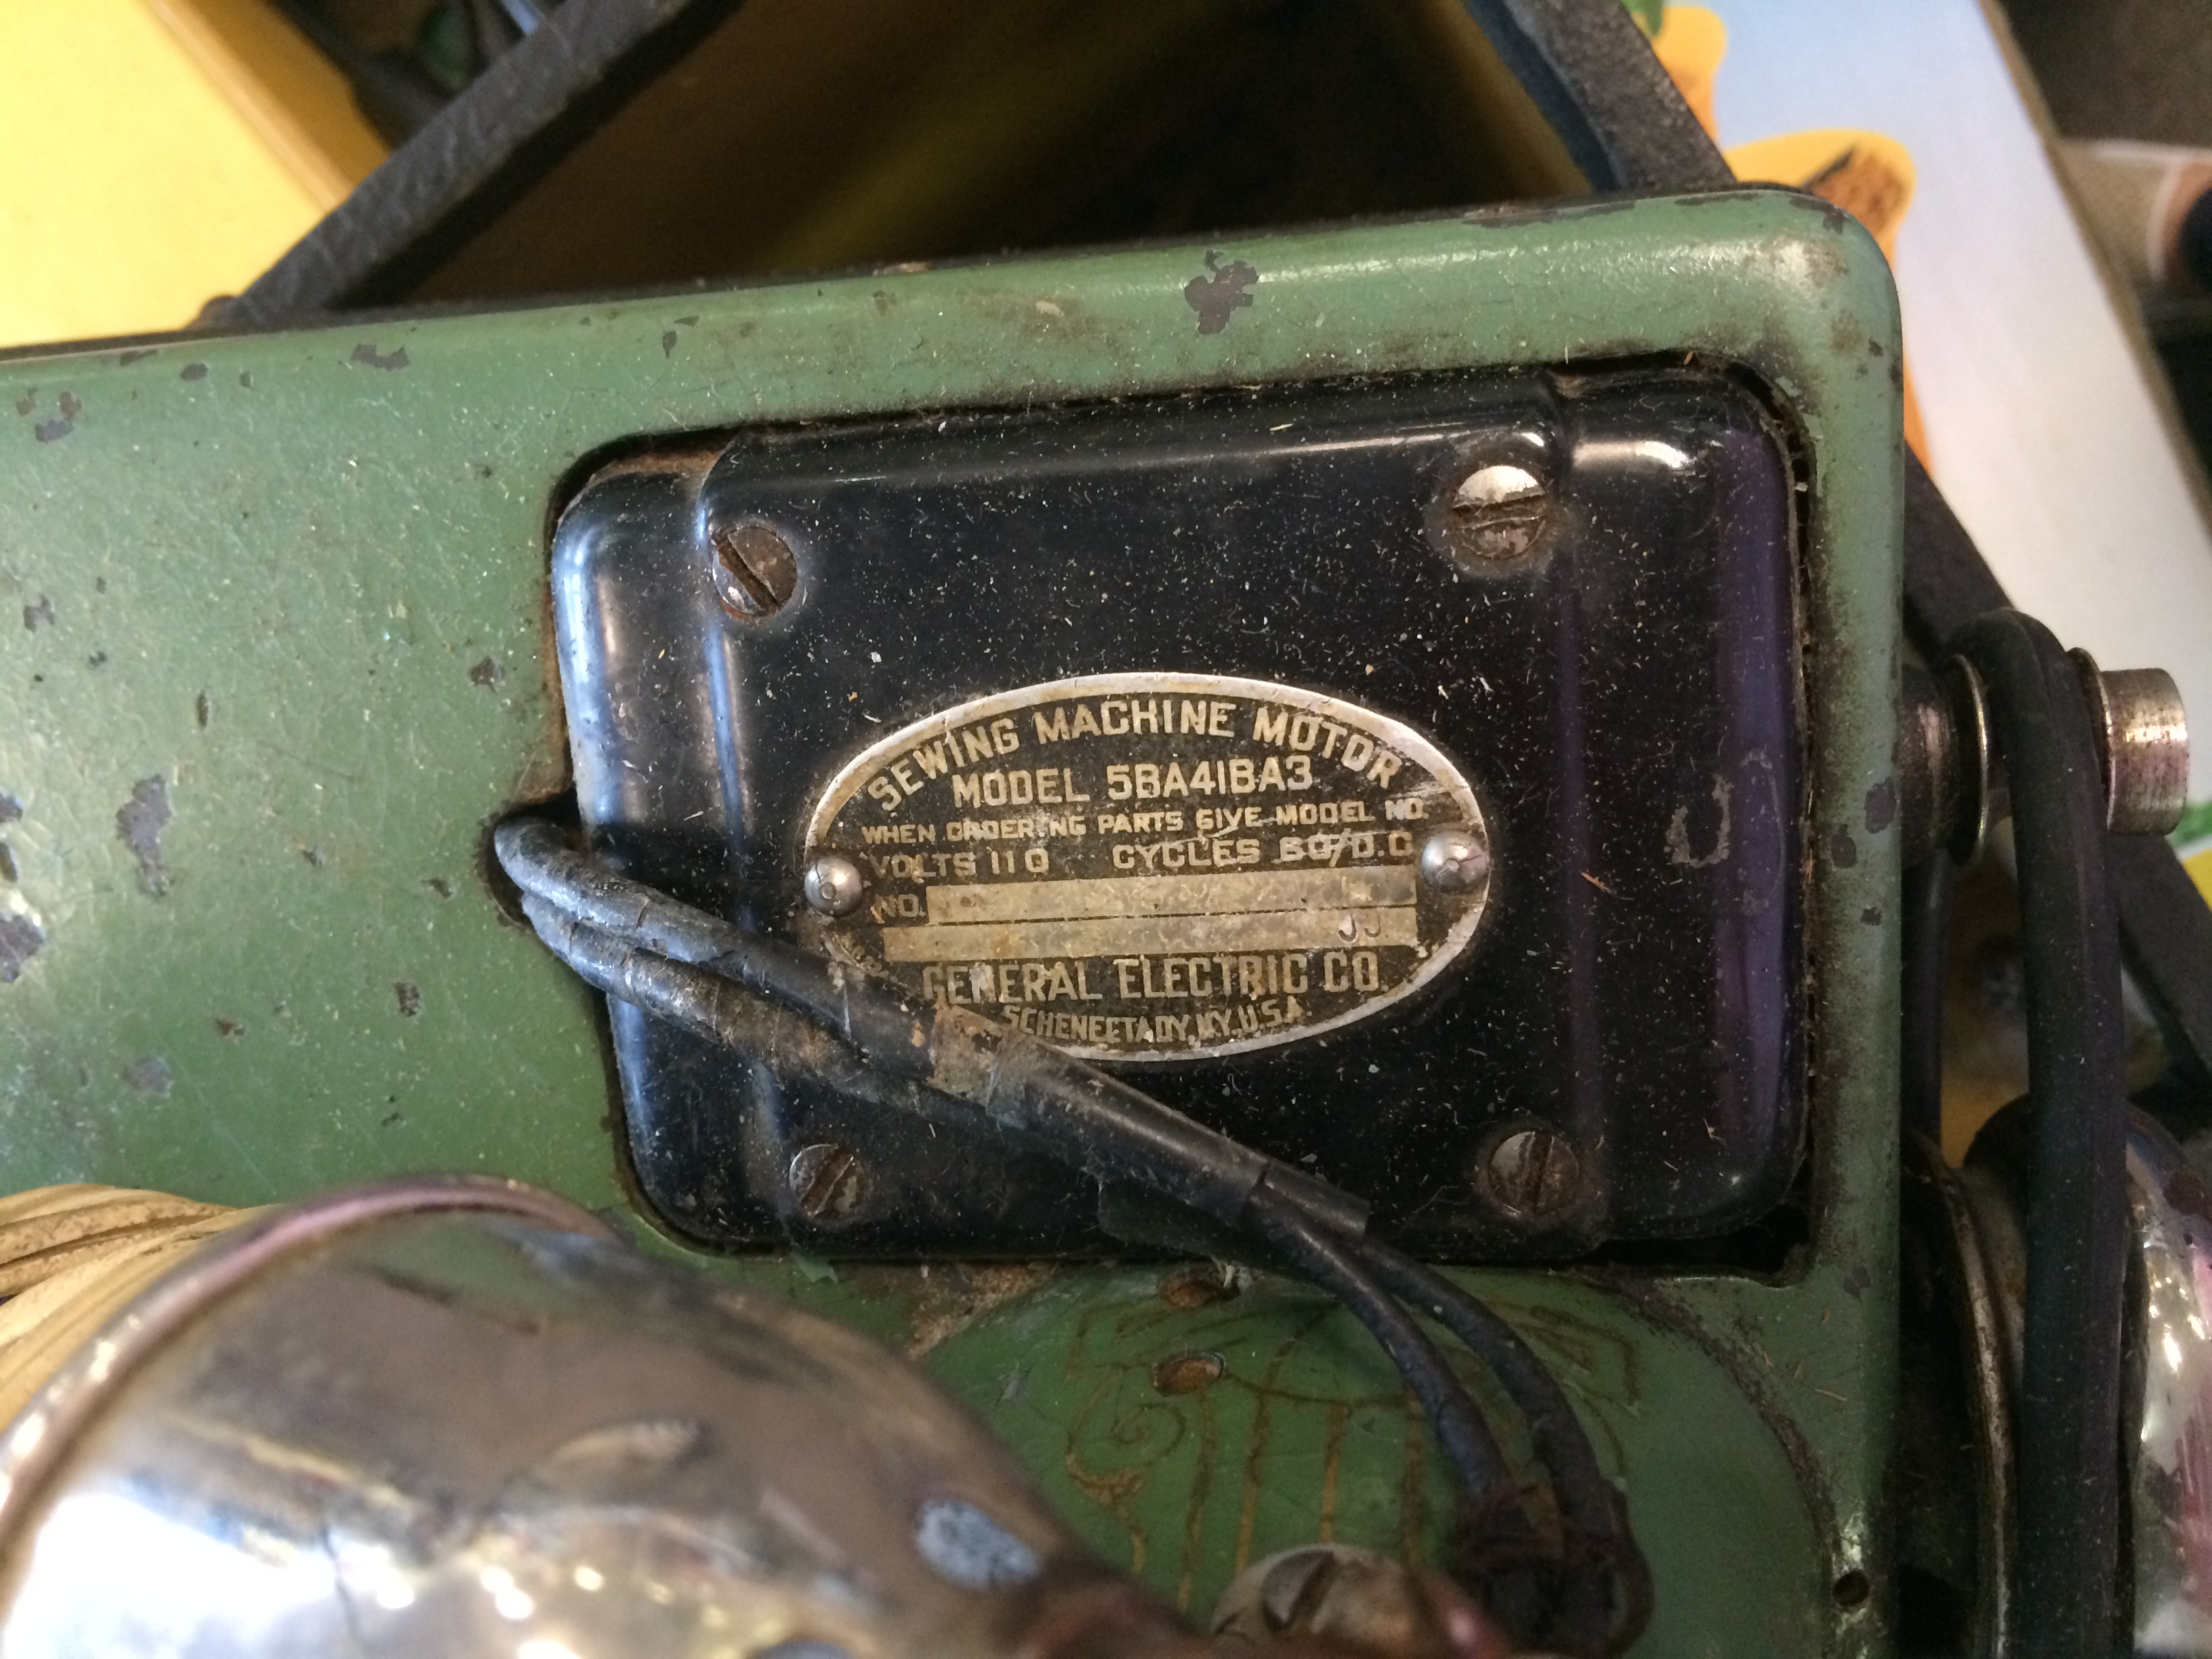 SEWING MACHINE MOTOR
MODEL 5BA41BA3
WHEN ORDERING PARTS GIVE MODEL NO.
VOLTS 110 CYCLES 60/D.C.
NO.
JJ
GENERAL ELECTRIC CO.
SCHENECTADY, N.Y. U.S.A.